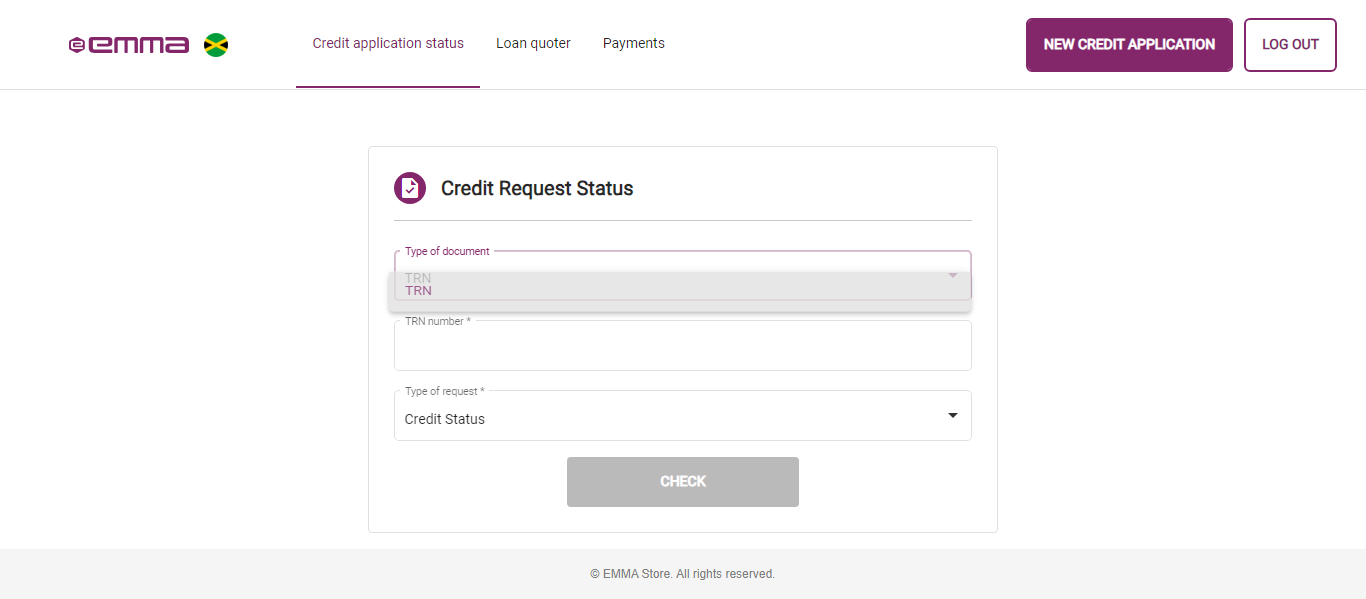 emma
Credit application status
Loan quoter
Payments
NEW CREDIT APPLICATION
LOG OUT
Credit Request Status
Type of document
TRN
TRN
TRN number *
Type of request *
Credit Status
CHECK
© EMMA Store. All rights reserved.